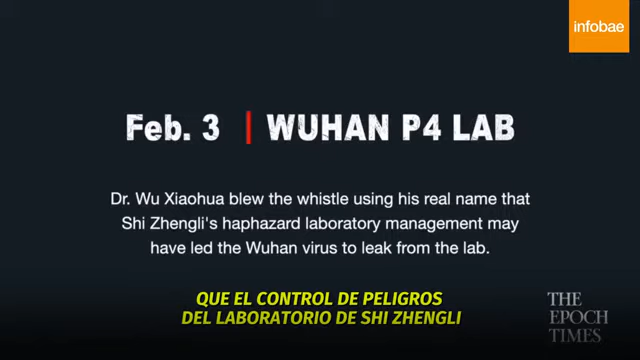 infobae
Feb. 3 | WUHAN P4 LAB
Dr. Wu Xiaohua blew the whistle using his real name that
Shi Zhengli's haphazard laboratory management may
have led the Wuhan virus to leak from the lab.
QUE EL CONTROL DE PELIGROS
DEL LABORATORIO DE SHI ZHENGLI
THE
EPOCH
TIMES